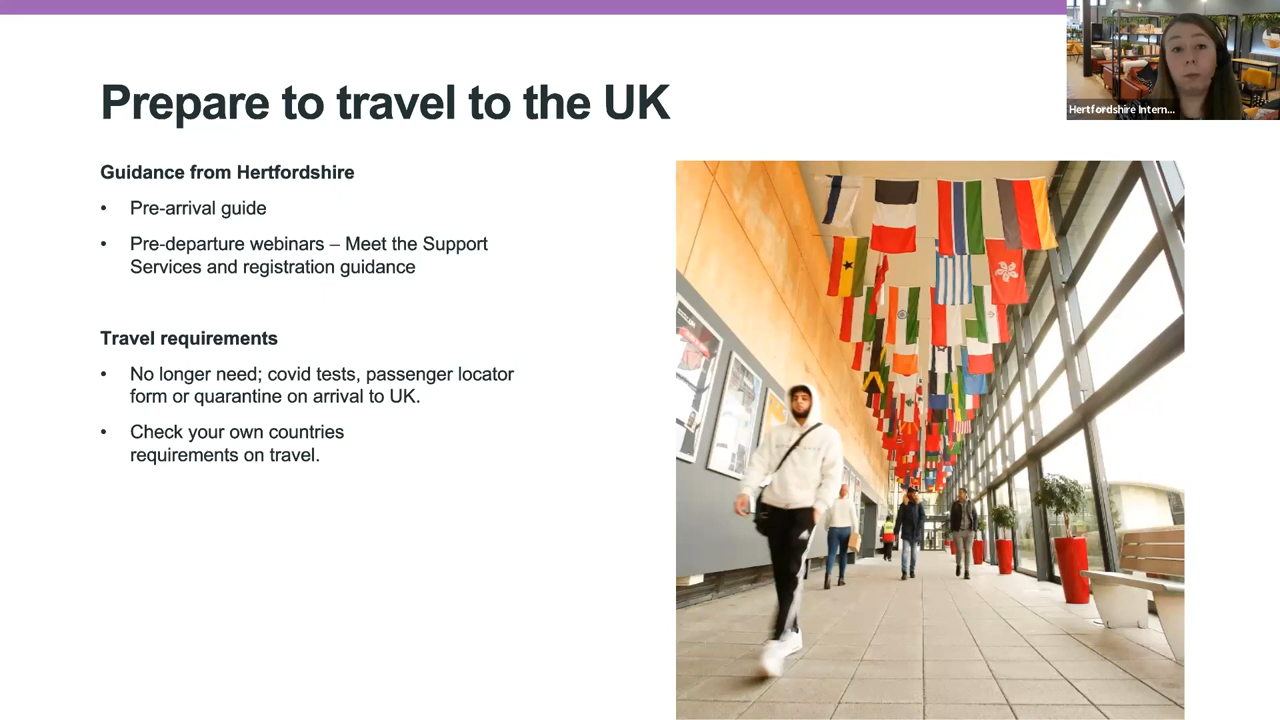 Prepare to travel to the UK
Hertfordshire Intern...
Guidance from Hertfordshire
• Pre-arrival guide
• Pre-departure webinars – Meet the Support
Services and registration guidance
Travel requirements
• No longer need; covid tests, passenger locator
form or quarantine on arrival to UK.
• Check your own countries
requirements on travel.